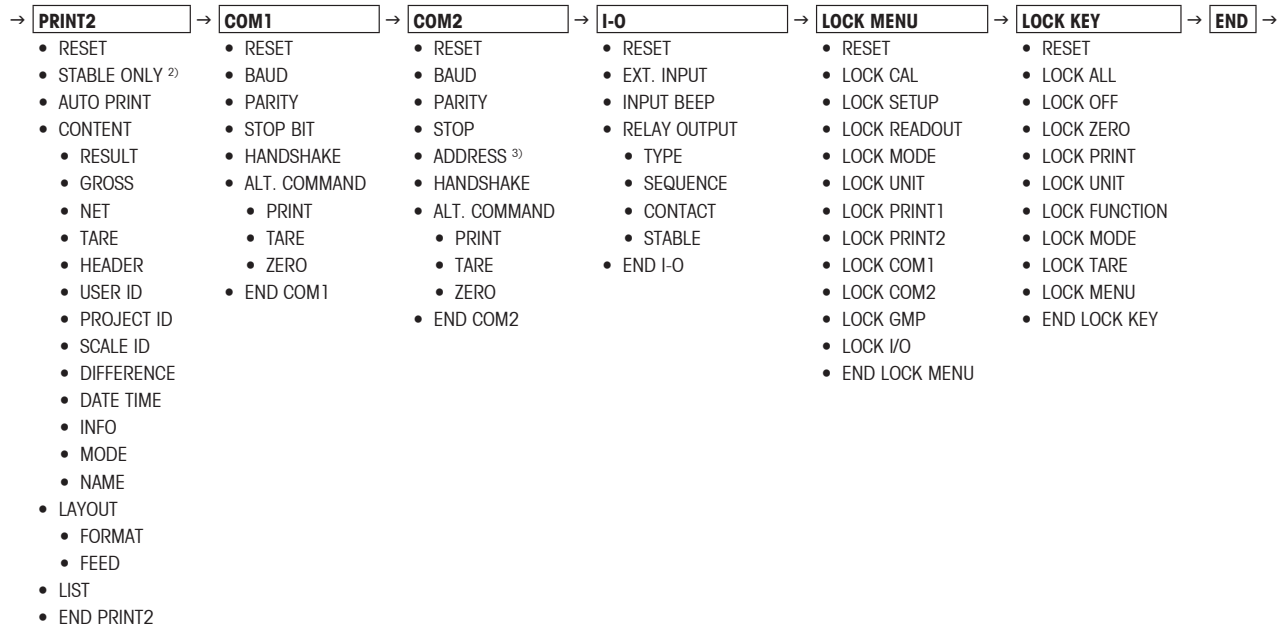 → PRINT2 → COM1 → COM2 → I-O → LOCK MENU → LOCK KEY → END →
• RESET
• STABLE ONLY 2)
• AUTO PRINT
• CONTENT
• RESULT
• GROSS
• NET
• TARE
• HEADER
• USER ID
• PROJECT ID
• SCALE ID
• DIFFERENCE
• DATE TIME
• INFO
• MODE
• NAME
• LAYOUT
• FORMAT
• FEED
• LIST
• END PRINT2
• RESET
• BAUD
• PARITY
• STOP BIT
• HANDSHAKE
• ALT. COMMAND
• PRINT
• TARE
• ZERO
• END COM1
• RESET
• BAUD
• PARITY
• STOP
• ADDRESS 3)
• HANDSHAKE
• ALT. COMMAND
• PRINT
• TARE
• ZERO
• END COM2
• RESET
• EXT. INPUT
• INPUT BEEP
• RELAY OUTPUT
• TYPE
• SEQUENCE
• CONTACT
• STABLE
• END I-O
• RESET
• LOCK CAL
• LOCK SETUP
• LOCK READOUT
• LOCK MODE
• LOCK UNIT
• LOCK PRINT1
• LOCK PRINT2
• LOCK COM1
• LOCK COM2
• LOCK GMP
• LOCK I/O
• END LOCK MENU
• RESET
• LOCK ALL
• LOCK OFF
• LOCK ZERO
• LOCK PRINT
• LOCK UNIT
• LOCK FUNCTION
• LOCK MODE
• LOCK TARE
• LOCK MENU
• END LOCK KEY